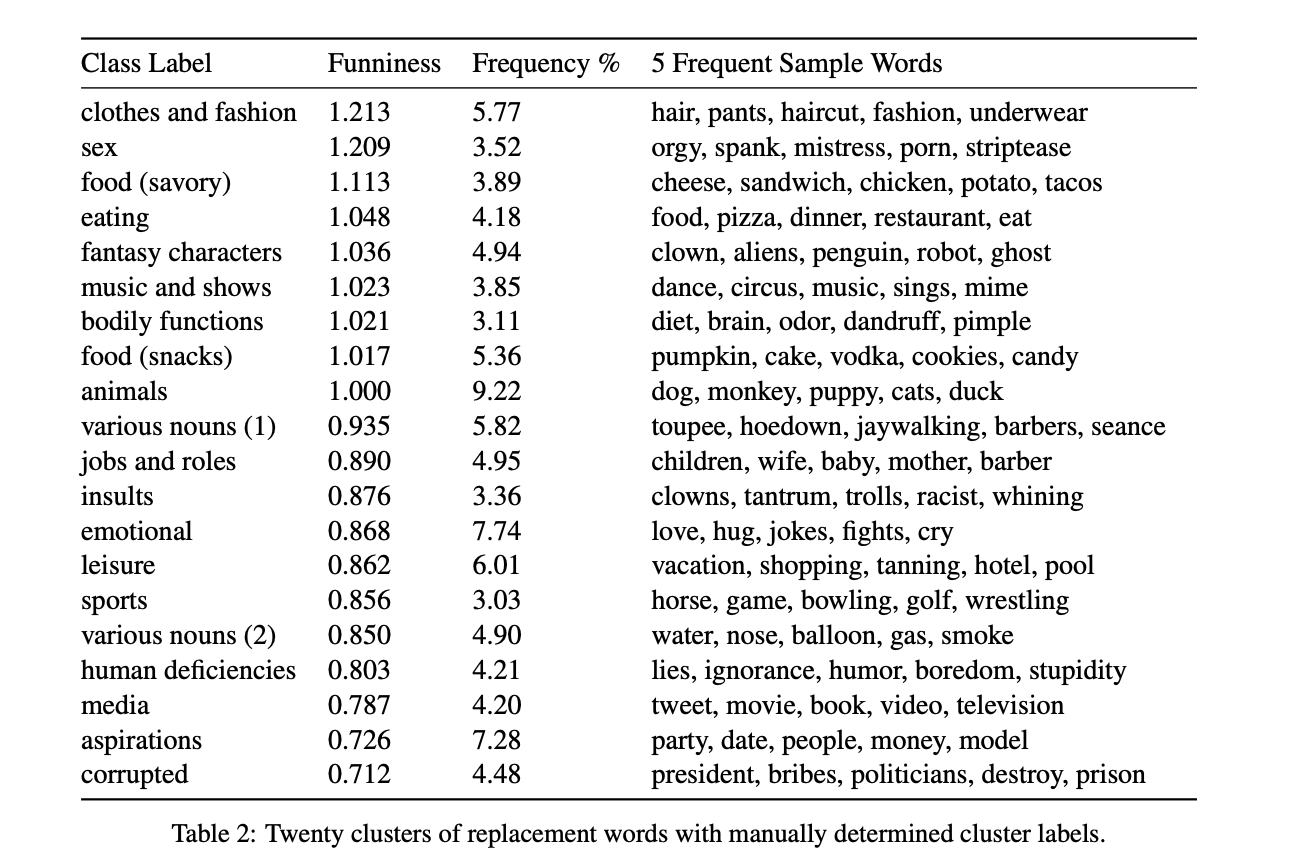 Class Label Funniness Frequency % 5 Frequent Sample Words
clothes and fashion 1.213 5.77 hair, pants, haircut, fashion, underwear
sex 1.209 3.52 orgy, spank, mistress, porn, striptease
food (savory) 1.113 3.89 cheese, sandwich, chicken, potato, tacos
eating 1.048 4.18 food, pizza, dinner, restaurant, eat
fantasy characters 1.036 4.94 clown, aliens, penguin, robot, ghost
music and shows 1.023 3.85 dance, circus, music, sings, mime
bodily functions 1.021 3.11 diet, brain, odor, dandruff, pimple
food (snacks) 1.017 5.36 pumpkin, cake, vodka, cookies, candy
animals 1.000 9.22 dog, monkey, puppy, cats, duck
various nouns (1) 0.935 5.82 toupee, hoedown, jaywalking, barbers, seance
jobs and roles 0.890 4.95 children, wife, baby, mother, barber
insults 0.876 3.36 clowns, tantrum, trolls, racist, whining
emotional 0.868 7.74 love, hug, jokes, fights, cry
leisure 0.862 6.01 vacation, shopping, tanning, hotel, pool
sports 0.856 3.03 horse, game, bowling, golf, wrestling
various nouns (2) 0.850 4.90 water, nose, balloon, gas, smoke
human deficiencies 0.803 4.21 lies, ignorance, humor, boredom, stupidity
media 0.787 4.20 tweet, movie, book, video, television
aspirations 0.726 7.28 party, date, people, money, model
corrupted 0.712 4.48 president, bribes, politicians, destroy, prison
Table 2: Twenty clusters of replacement words with manually determined cluster labels.